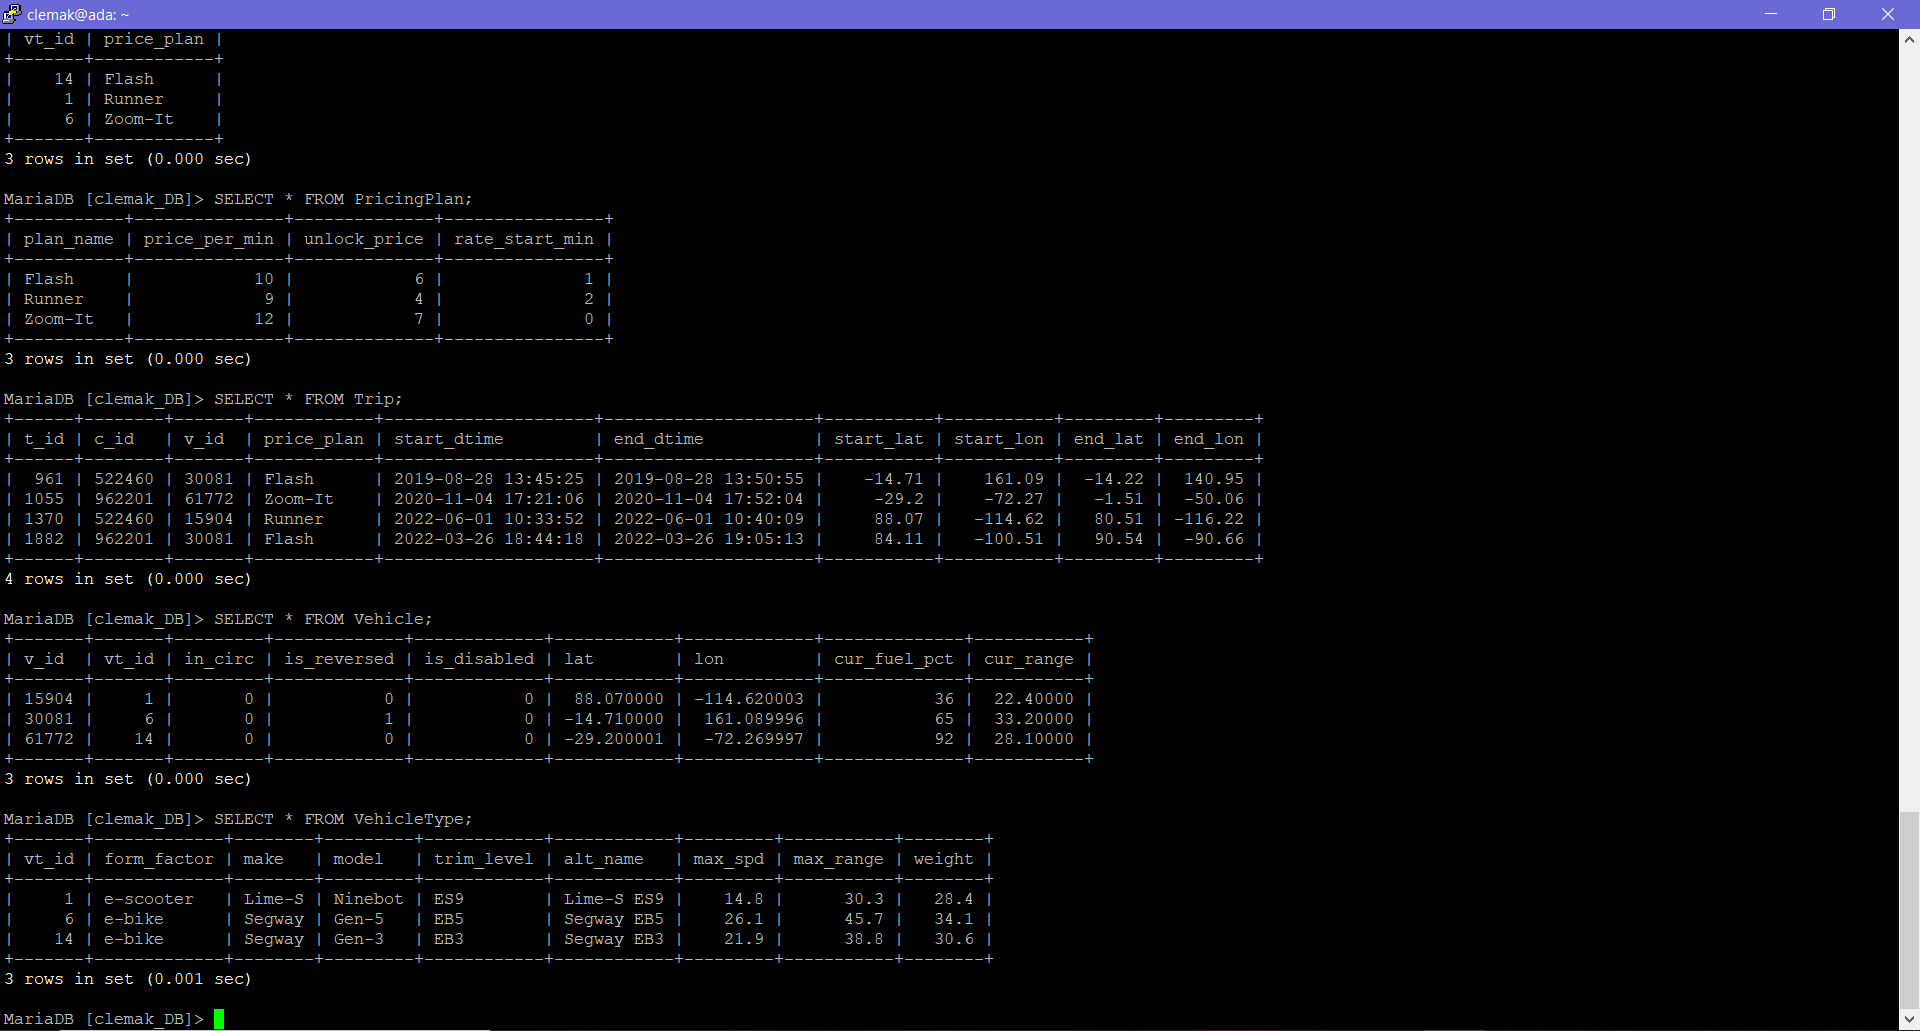 clemak@ada: ~
| vt_id | price_plan |
+-------+------------+
|    14 | Flash      |
|     1 | Runner     |
|     6 | Zoom-It    |
+-------+------------+
3 rows in set (0.000 sec)
MariaDB [clemak_DB]> SELECT * FROM PricingPlan;
+-----------+---------------+--------------+----------------+
| plan_name | price_per_min | unlock_price | rate_start_min |
+-----------+---------------+--------------+----------------+
| Flash     |            10 |            6 |              1 |
| Runner    |             9 |            4 |              2 |
| Zoom-It   |            12 |            7 |              0 |
+-----------+---------------+--------------+----------------+
3 rows in set (0.000 sec)
MariaDB [clemak_DB]> SELECT * FROM Trip;
+------+--------+-------+------------+---------------------+---------------------+-----------+-----------+---------+---------+
| t_id | c_id   | v_id  | price_plan | start_dtime         | end_dtime           | start_lat | start_lon | end_lat | end_lon |
+------+--------+-------+------------+---------------------+---------------------+-----------+-----------+---------+---------+
|  961 | 522460 | 30081 | Flash      | 2019-08-28 13:45:25 | 2019-08-28 13:50:55 |    -14.71 |    161.09 |  -14.22 |  140.95 |
| 1055 | 962201 | 61772 | Zoom-It    | 2020-11-04 17:21:06 | 2020-11-04 17:52:04 |     -29.2 |    -72.27 |   -1.51 |  -50.06 |
| 1370 | 522460 | 15904 | Runner     | 2022-06-01 10:33:52 | 2022-06-01 10:40:09 |     88.07 |   -114.62 |   80.51 | -116.22 |
| 1882 | 962201 | 30081 | Flash      | 2022-03-26 18:44:18 | 2022-03-26 19:05:13 |     84.11 |   -100.51 |   90.54 |  -90.66 |
+------+--------+-------+------------+---------------------+---------------------+-----------+-----------+---------+---------+
4 rows in set (0.000 sec)
MariaDB [clemak_DB]> SELECT * FROM Vehicle;
+-------+-------+---------+-------------+-------------+------------+-------------+--------------+-----------+
| v_id  | vt_id | in_circ | is_reversed | is_disabled | lat        | lon         | cur_fuel_pct | cur_range |
+-------+-------+---------+-------------+-------------+------------+-------------+--------------+-----------+
| 15904 |     1 |       0 |           0 |           0 |  88.070000 | -114.620003 |           36 |  22.40000 |
| 30081 |     6 |       0 |           1 |           0 | -14.710000 |  161.089996 |           65 |  33.20000 |
| 61772 |    14 |       0 |           0 |           0 | -29.200001 |  -72.269997 |           92 |  28.10000 |
+-------+-------+---------+-------------+-------------+------------+-------------+--------------+-----------+
3 rows in set (0.000 sec)
MariaDB [clemak_DB]> SELECT * FROM VehicleType;
+-------+-------------+--------+---------+------------+------------+---------+-----------+--------+
| vt_id | form_factor | make   | model   | trim_level | alt_name   | max_spd | max_range | weight |
+-------+-------------+--------+---------+------------+------------+---------+-----------+--------+
|     1 | e-scooter   | Lime-S | Ninebot | ES9        | Lime-S ES9 |    14.8 |      30.3 |   28.4 |
|     6 | e-bike      | Segway | Gen-5   | EB5        | Segway EB5 |    26.1 |      45.7 |   34.1 |
|    14 | e-bike      | Segway | Gen-3   | EB3        | Segway EB3 |    21.9 |      38.8 |   30.6 |
+-------+-------------+--------+---------+------------+------------+---------+-----------+--------+
3 rows in set (0.001 sec)
MariaDB [clemak_DB]>